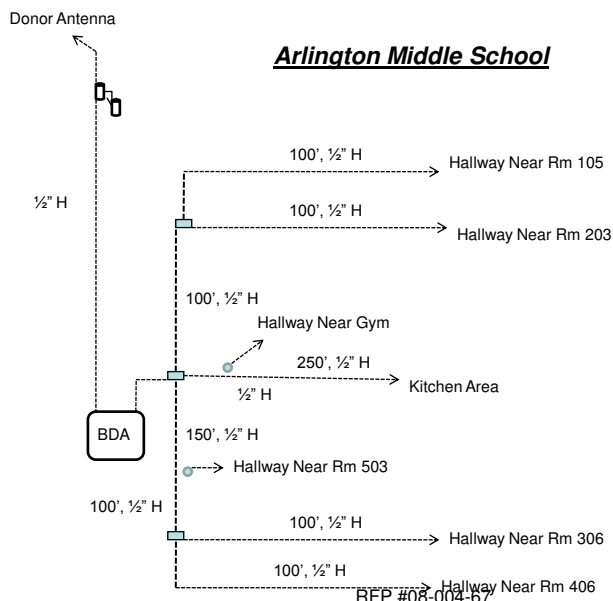 Donor Antenna
Arlington Middle School
100', ½" H
Hallway Near Rm 105
½" H
100', ½" H
Hallway Near Rm 203
100', ½" H
Hallway Near Gym
250', ½" H
½" H
Kitchen Area
BDA
150', ½" H
Hallway Near Rm 503
100', ½" H
100', ½" H
Hallway Near Rm 306
100', ½" H
Hallway Near Rm 406
RFP #08-004-67